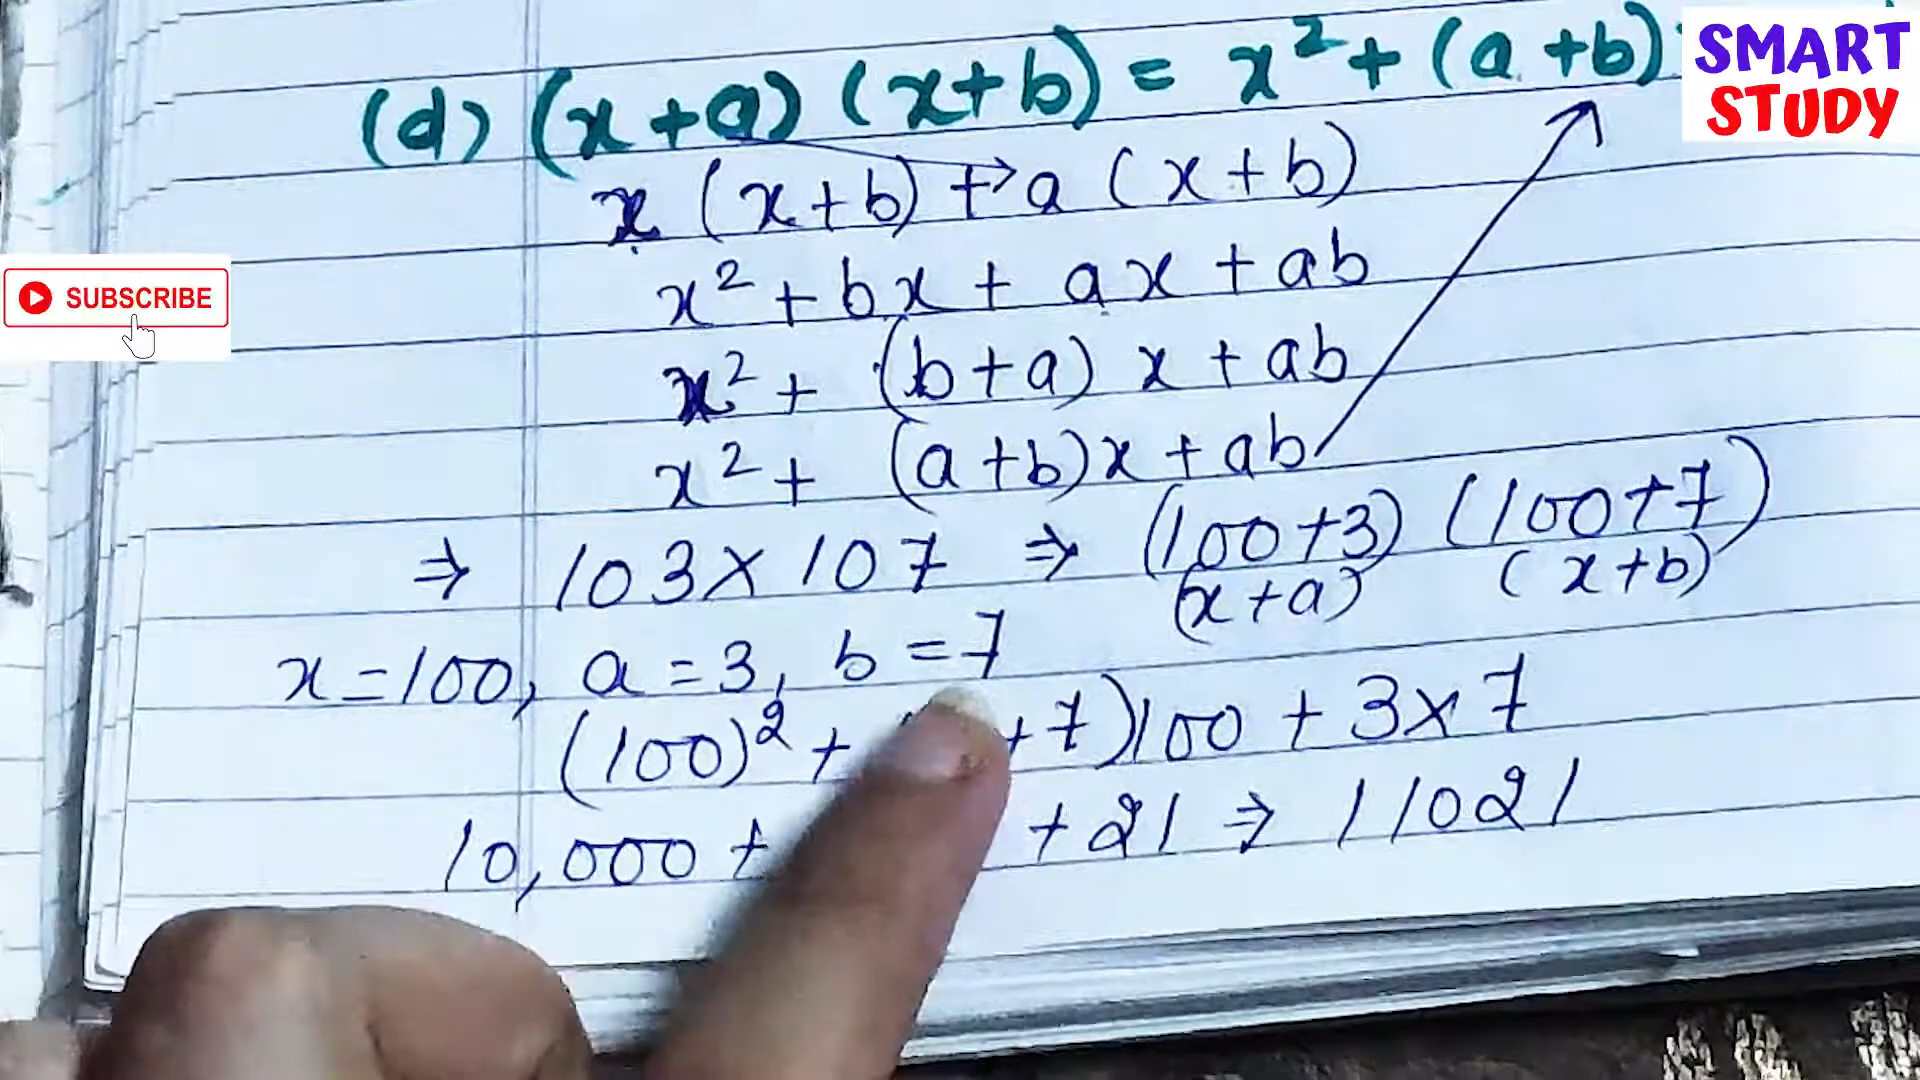 (d) (x+a) (x+b) = x² + (a+b)
SMART
STUDY
x (x+b) + a (x+b)
x² + bx + ax + ab
SUBSCRIBE
x² + (b+a) x + ab
x² + (a+b)x + ab
⇒ 103 × 107 ⇒ (100+3) (100+7)
(x+a) (x+b)
x = 100, a = 3, b = 7
(100)² + + 7)100 + 3×7
10,000 + + 21 ⇒ 11021